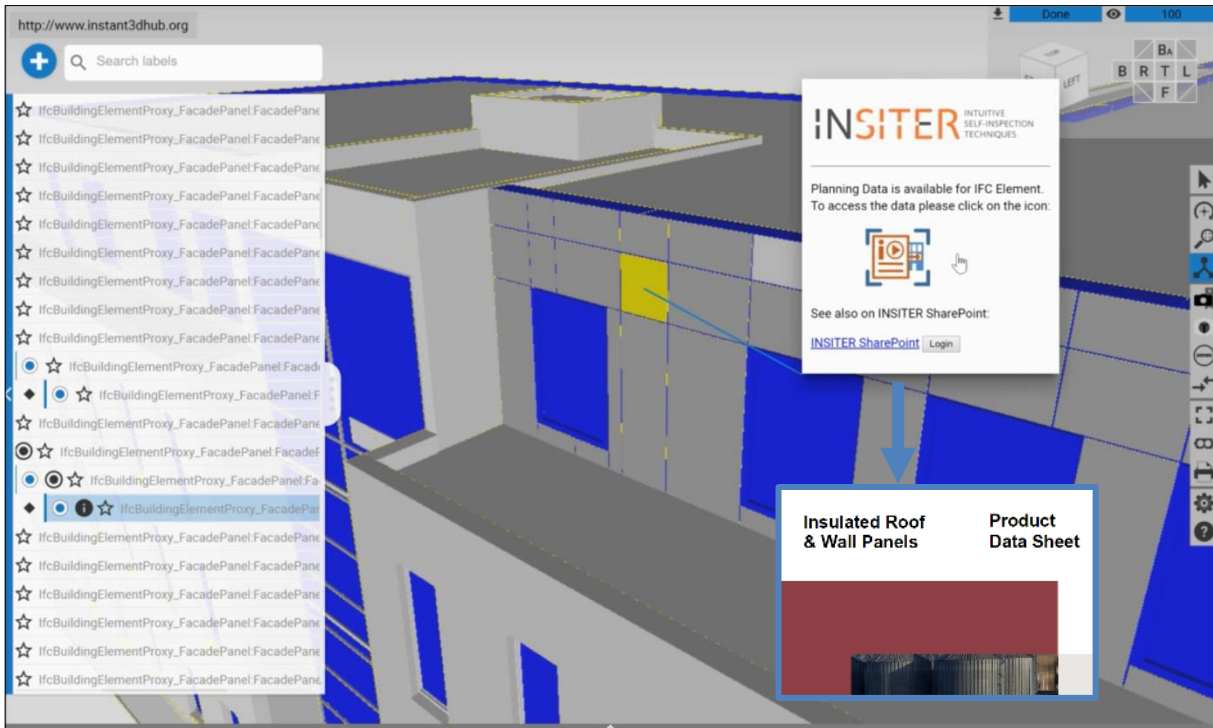 http://www.instant3dhub.org
Search labels
IfcBuildingElementProxy_FacadePanel:FacadePane
IfcBuildingElementProxy_FacadePanel:FacadePane
IfcBuildingElementProxy_FacadePanel:FacadePane
IfcBuildingElementProxy_FacadePanel:FacadePane
IfcBuildingElementProxy_FacadePanel:FacadePane
IfcBuildingElementProxy_FacadePanel:FacadePane
IfcBuildingElementProxy_FacadePanel:FacadePane
IfcBuildingElementProxy_FacadePanel:FacadePane
IfcBuildingElementProxy_FacadePanel:FacadePane
IfcBuildingElementProxy_FacadePanel:Facade
IfcBuildingElementProxy_FacadePanel:F
IfcBuildingElementProxy_FacadePanel:FacadePane
IfcBuildingElementProxy_FacadePanel:FacadeP
IfcBuildingElementProxy_FacadePanel:Fa
IfcBuildingElementProxy_FacadePan
IfcBuildingElementProxy_FacadePanel:FacadePane
IfcBuildingElementProxy_FacadePanel:FacadePane
IfcBuildingElementProxy_FacadePanel:FacadePane
IfcBuildingElementProxy_FacadePanel:FacadePane
IfcBuildingElementProxy_FacadePanel:FacadePane
IfcBuildingElementProxy_FacadePanel:FacadePane
Done
100
TOP
LEFT
BA
B R T L
F
INSITER
INTUITIVE
SELF-INSPECTION
TECHNIQUES
Planning Data is available for IFC Element.
To access the data please click on the icon:
See also on INSITER SharePoint:
INSITER SharePoint Login
Insulated Roof
& Wall Panels
Product
Data Sheet